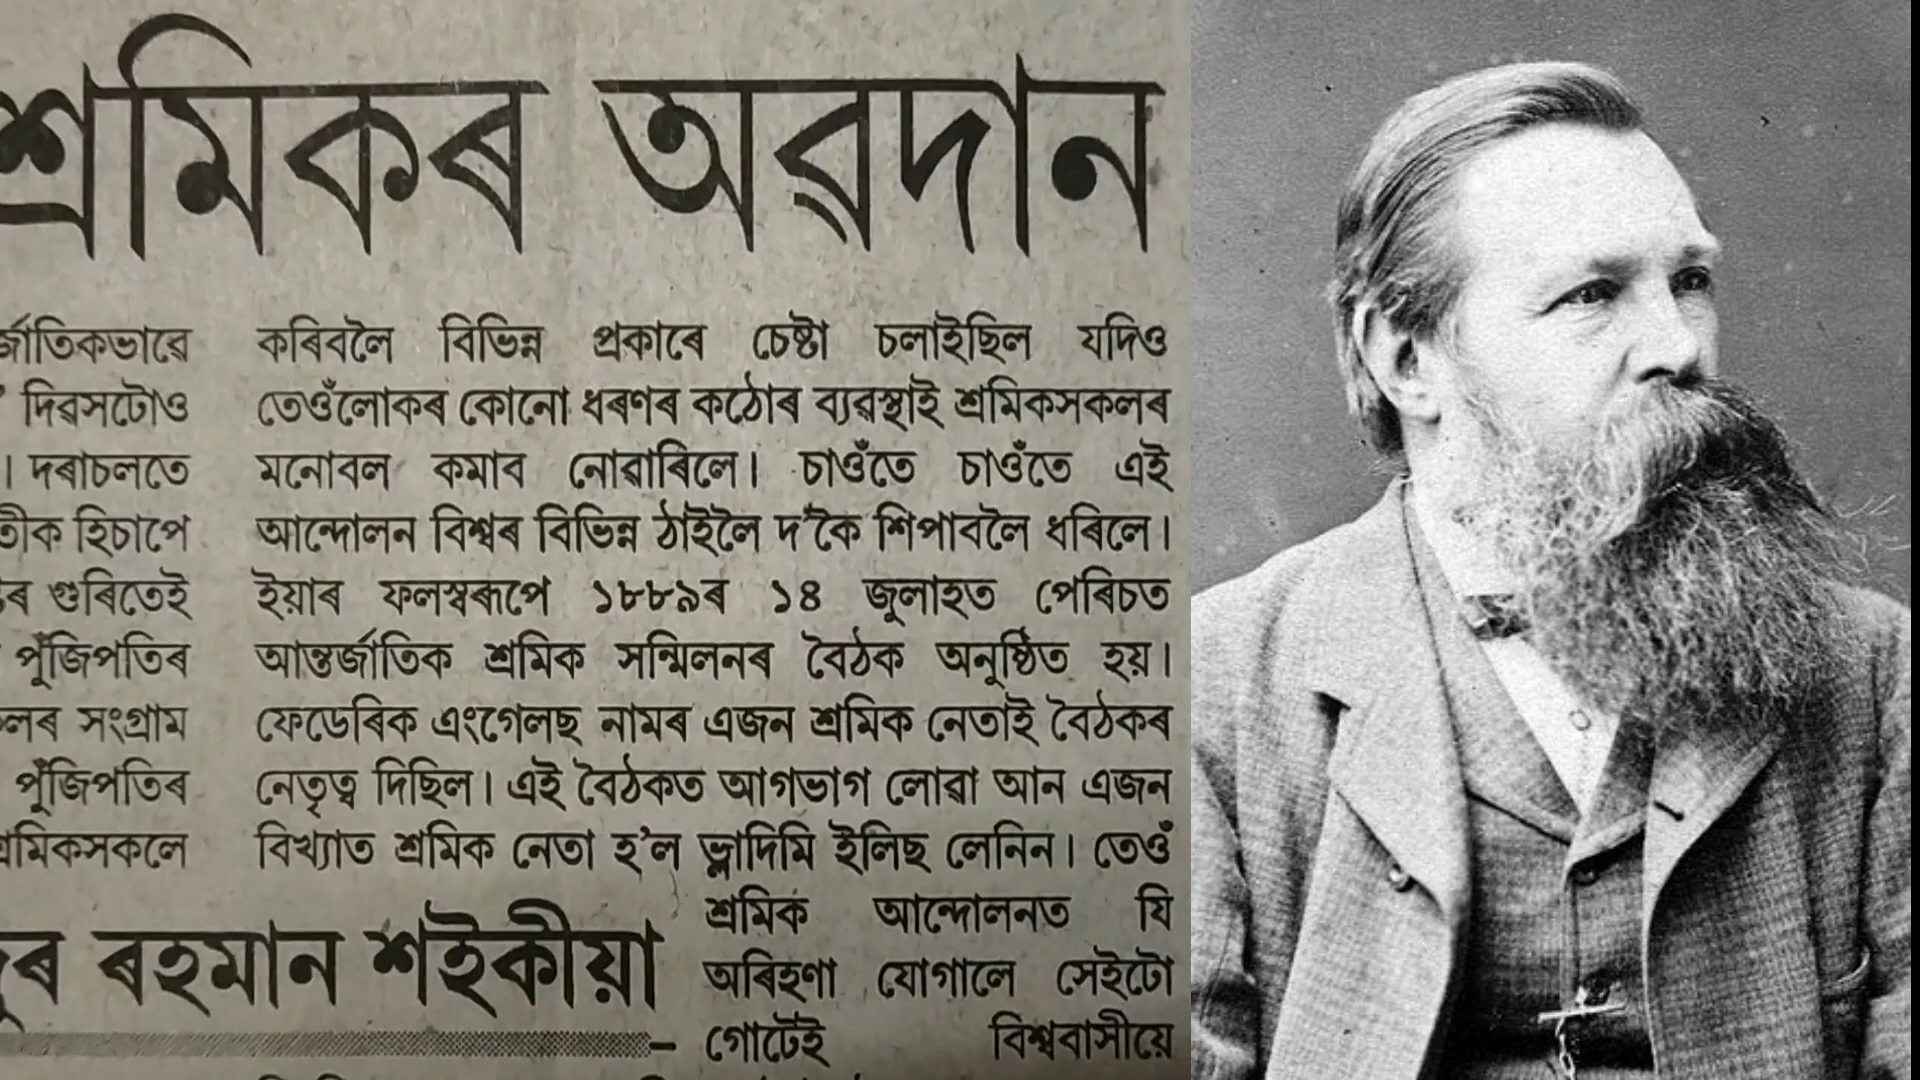 শ্ৰমিকৰ অৱদান
দিৱসটোও
। দৰাচলতে
হিচাপে
গুৰিতেই
পুঁজিপতিৰ
সংগ্ৰাম
পুঁজিপতিৰ
শ্ৰমিকসকলে
ৰহমান শইকীয়া
কৰিবলৈ বিভিন্ন প্ৰকাৰে চেষ্টা চলাইছিল যদিও
তেওঁলোকৰ কোনো ধৰণৰ কঠোৰ ব্যৱস্থাই শ্ৰমিকসকলৰ
মনোবল কমাব নোৱাৰিলে। চাওঁতে চাওঁতে এই
আন্দোলন বিশ্বৰ বিভিন্ন ঠাইলৈ দ'কৈ শিপাবলৈ ধৰিলে।
ইয়াৰ ফলস্বৰূপে ১৮৮৯ৰ ১৪ জুলাহত পেৰিচত
আন্তৰ্জাতিক শ্ৰমিক সন্মিলনৰ বৈঠক অনুষ্ঠিত হয়।
ফেডেৰিক এংগেলছ নামৰ এজন শ্ৰমিক নেতাই বৈঠকৰ
নেতৃত্ব দিছিল। এই বৈঠকত আগভাগ লোৱা আন এজন
বিখ্যাত শ্ৰমিক নেতা হ'ল ভ্লাদিমি ইলিছ লেনিন। তেওঁ
শ্ৰমিক আন্দোলনত যি
অৰিহণা যোগালে সেইটো
গোটেই বিশ্ববাসীয়ে